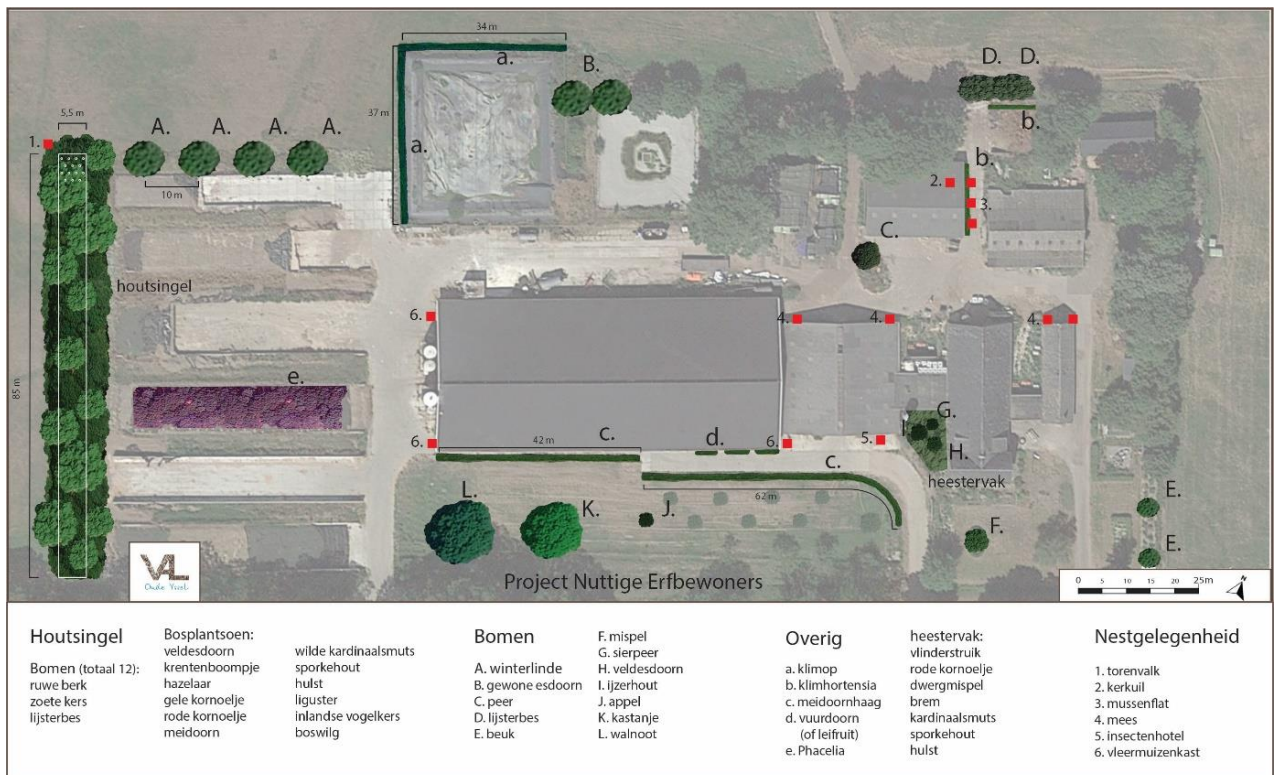 34 m
a.
B.
D. D.
b.
5,5 m
1.
A. A. A. A.
37 m
a.
10 m
b.
2.
3.
C.
houtsingel
6.
4.
4.
4.
85 m
e.
G.
I.
H.
heestervak
6.
42 m
c.
d.
6.
5.
c.
62 m
L.
K.
J.
F.
E.
E.
VAL
Oude IJssel
Project Nuttige Erfbewoners
0 5 10 15 20 25m
N
Houtsingel
Bomen (totaal 12):
ruwe berk
zoete kers
lijsterbes
Bosplantsoen:
veldesdoorn
krentenboompje
hazelaar
gele kornoelje
rode kornoelje
meidoorn
wilde kardinaalsmuts
sporkehout
hulst
liguster
inlandse vogelkers
boswilg
Bomen
A. winterlinde
B. gewone esdoorn
C. peer
D. lijsterbes
E. beuk
F. mispel
G. sierpeer
H. veldesdoorn
I. ijzerhout
J. appel
K. kastanje
L. walnoot
Overig
a. klimop
b. klimhortensia
c. meidoornhaag
d. vuurdoorn
(of leifruit)
e. Phacelia
heestervak:
vlinderstruik
rode kornoelje
dwergmispel
brem
kardinaalsmuts
sporkehout
hulst
Nestgelegenheid
1. torenvalk
2. kerkuil
3. mussenflat
4. mees
5. insectenhotel
6. vleermuizenkast